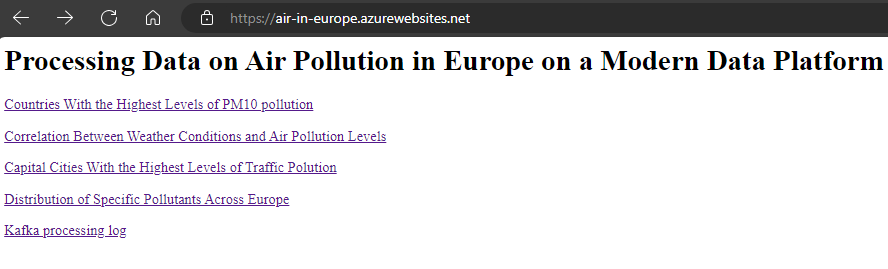 https://air-in-europe.azurewebsites.net
Processing Data on Air Pollution in Europe on a Modern Data Platform
Countries With the Highest Levels of PM10 pollution
Correlation Between Weather Conditions and Air Pollution Levels
Capital Cities With the Highest Levels of Traffic Polution
Distribution of Specific Pollutants Across Europe
Kafka processing log